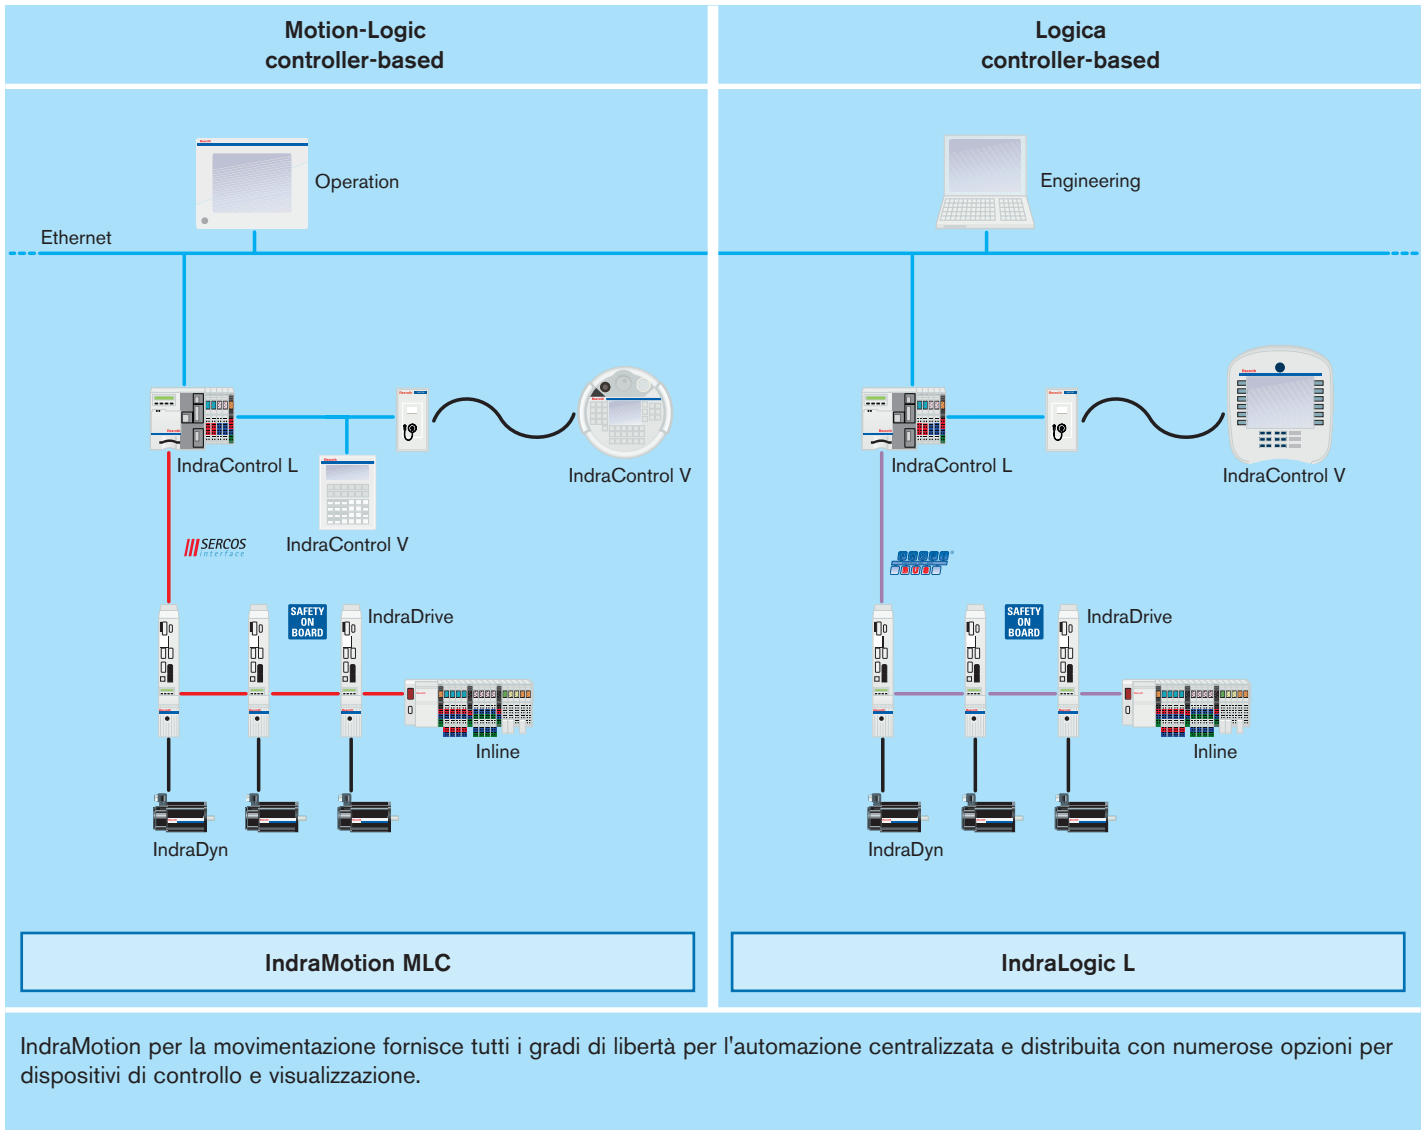 Motion-Logic
controller-based
Logica
controller-based
Operation
Engineering
Ethernet
IndraControl L
IndraControl V
IndraControl V
SERCOS
interface
IndraControl L
IndraControl V
SAFETY
ON
BOARD
IndraDrive
Inline
IndraDyn
SAFETY
ON
BOARD
IndraDrive
Inline
IndraDyn
IndraMotion MLC
IndraLogic L
IndraMotion per la movimentazione fornisce tutti i gradi di libertà per l'automazione centralizzata e distribuita con numerose opzioni per
dispositivi di controllo e visualizzazione.